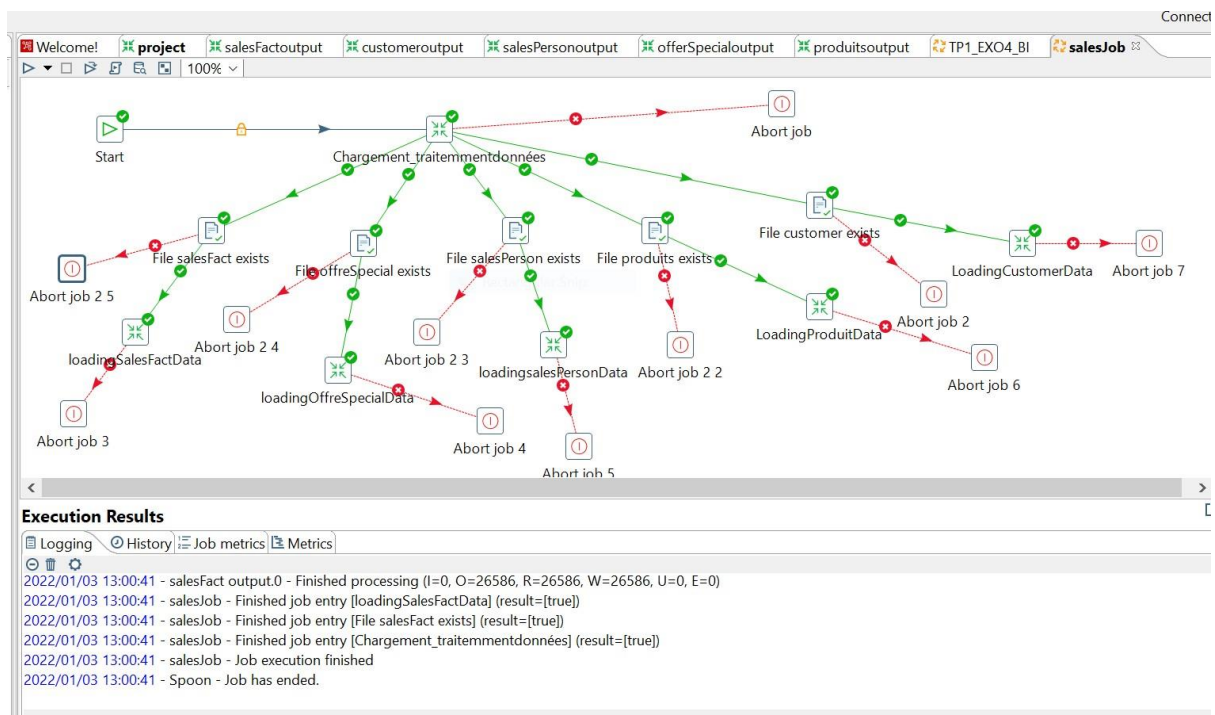 Connect
Welcome! project salesFactoutput customeroutput salesPersonoutput offerSpecialoutput produitsoutput TP1_EXO4_BI salesJob
100%
Abort job
Start
Chargement_traitemmentdonnées
File customer exists
File salesFact exists
File offreSpecial exists
File salesPerson exists
File produits exists
LoadingCustomerData
Abort job 7
Abort job 2 5
Abort job 2
LoadingProduitData
Abort job 2 4
loadingSalesFactData
Abort job 2 3
loadingsalesPersonData
Abort job 2 2
Abort job 6
loadingOffreSpecialData
Abort job 3
Abort job 4
Abort job 5
Execution Results
Logging History Job metrics Metrics
2022/01/03 13:00:41 - salesFact output.0 - Finished processing (I=0, O=26586, R=26586, W=26586, U=0, E=0)
2022/01/03 13:00:41 - salesJob - Finished job entry [loadingSalesFactData] (result=[true])
2022/01/03 13:00:41 - salesJob - Finished job entry [File salesFact exists] (result=[true])
2022/01/03 13:00:41 - salesJob - Finished job entry [Chargement_traitemmentdonnées] (result=[true])
2022/01/03 13:00:41 - salesJob - Job execution finished
2022/01/03 13:00:41 - Spoon - Job has ended.